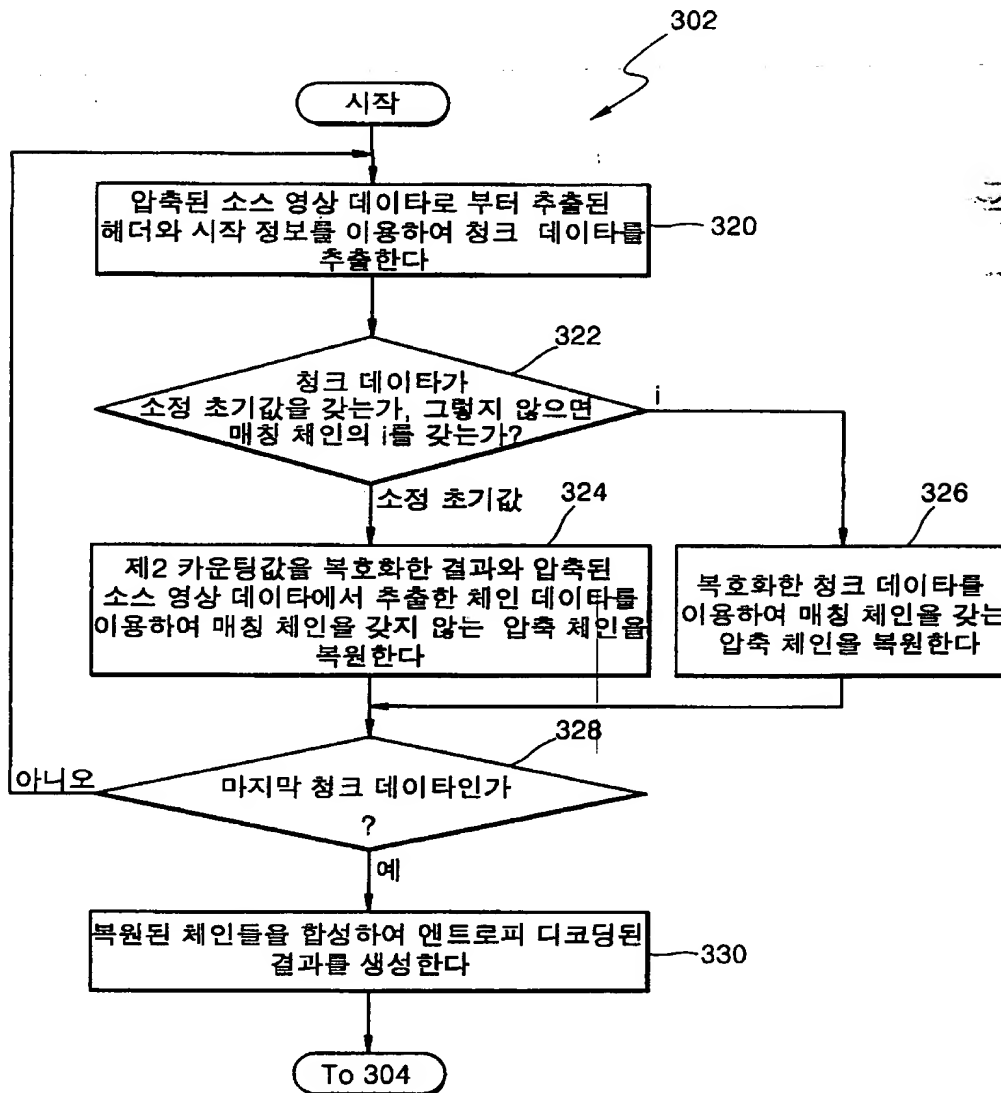 302
시작
압축된 소스 영상 데이타로 부터 추출된
헤더와 시작 정보를 이용하여 청크 데이타를
추출한다
320
322
청크 데이타가
소정 초기값을 갖는가, 그렇지 않으면
매칭 체인의 i를 갖는가?
i
소정 초기값
324
제2 카운팅값을 복호화한 결과와 압축된
소스 영상 데이타에서 추출한 체인 데이타를
이용하여 매칭 체인을 갖지 않는 압축 체인을
복원한다
326
복호화한 청크 데이타를
이용하여 매칭 체인을 갖는
압축 체인을 복원한다
328
마지막 청크 데이타인가
?
아니오
예
복원된 체인들을 합성하여 엔트로피 디코딩된
결과를 생성한다
330
To 304